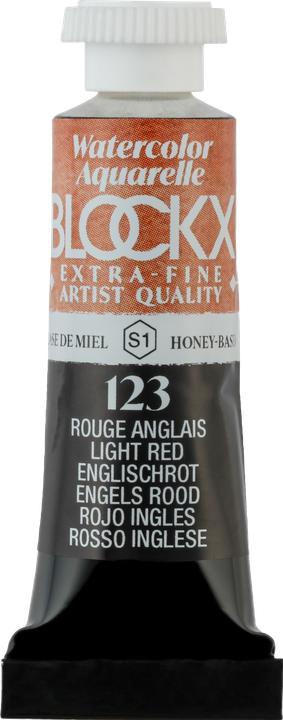 Watercolor
Aquarelle
BLOCKX
EXTRA-FINE
ARTIST QUALITY
DE MIEL S1
123
ROUGE ANGLAIS
LIGHT RED
ENGLISCHROT
ENGELS ROOD
ROJO INGLES
ROSSO INGLESE